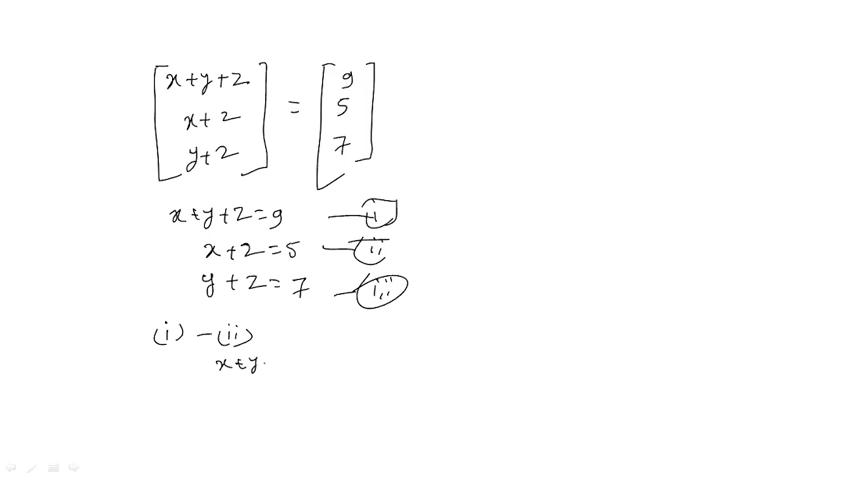 [x+y+z] = [9]
[x+z] [5]
[y+z] [7]
x+y+z=9 —(i)
x+z=5 —(ii)
y+z=7 —(iii)
(i) - (ii)
x+y